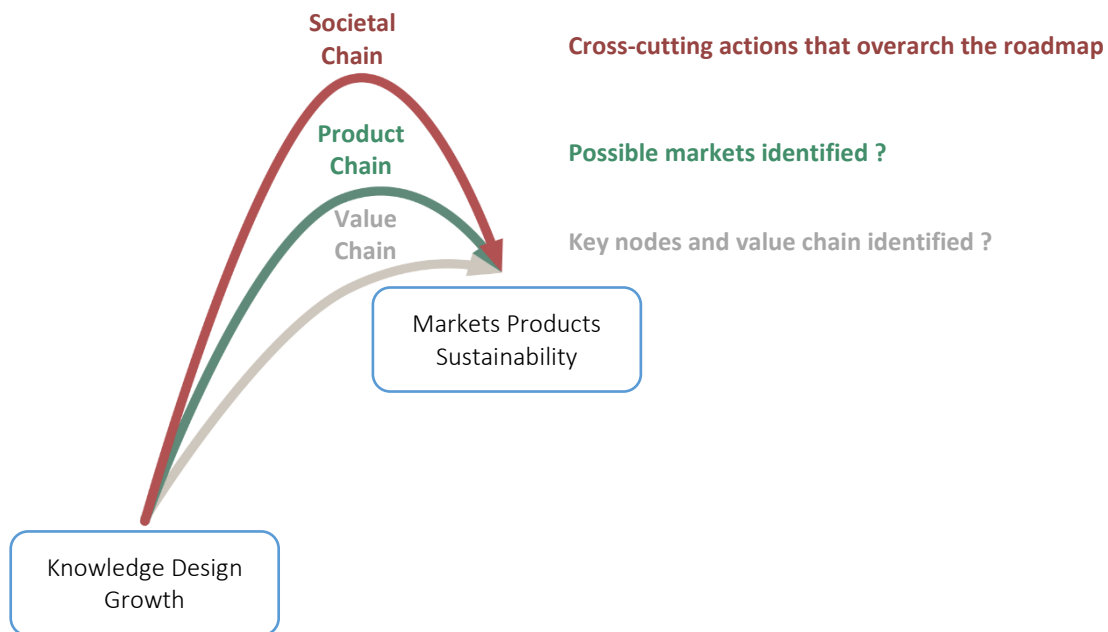 Societal
Chain
Cross-cutting actions that overarch the roadmap
Product
Chain
Possible markets identified ?
Value
Chain
Key nodes and value chain identified ?
Markets Products
Sustainability
Knowledge Design
Growth